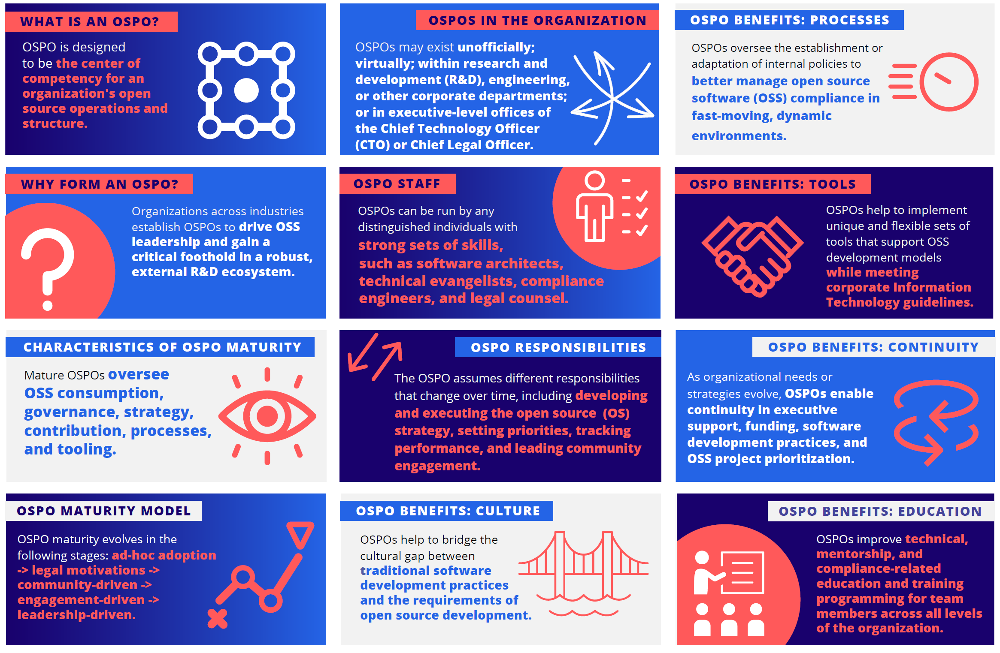 WHAT IS AN OSPO?
OSPO is designed
to be the center of
competency for an
organization's open
source operations and
structure.
OSPOS IN THE ORGANIZATION
OSPOs may exist unofficially;
virtually; within research and
development (R&D), engineering,
or other corporate departments;
or in executive-level offices of
the Chief Technology Officer
(CTO) or Chief Legal Officer.
OSPO BENEFITS: PROCESSES
OSPOs oversee the establishment or
adaptation of internal policies to
better manage open source
software (OSS) compliance in
fast-moving, dynamic
environments.
WHY FORM AN OSPO?
Organizations across industries
establish OSPOs to drive OSS
leadership and gain a
critical foothold in a robust,
external R&D ecosystem.
OSPO STAFF
OSPOs can be run by any
distinguished individuals with
strong sets of skills,
such as software architects,
technical evangelists, compliance
engineers, and legal counsel.
OSPO BENEFITS: TOOLS
OSPOs help to implement
unique and flexible sets of
tools that support OSS
development models
while meeting
corporate Information
Technology guidelines.
CHARACTERISTICS OF OSPO MATURITY
Mature OSPOs oversee
OSS consumption,
governance, strategy,
contribution, processes,
and tooling.
OSPO RESPONSIBILITIES
The OSPO assumes different responsibilities
that change over time, including developing
and executing the open source (OS)
strategy, setting priorities, tracking
performance, and leading community
engagement.
OSPO BENEFITS: CONTINUITY
As organizational needs or
strategies evolve, OSPOs enable
continuity in executive
support, funding, software
development practices, and
OSS project prioritization.
OSPO MATURITY MODEL
OSPO maturity evolves in the
following stages: ad-hoc adoption
-> legal motivations ->
community-driven ->
engagement-driven ->
leadership-driven.
OSPO BENEFITS: CULTURE
OSPOs help to bridge the
cultural gap between
traditional software
development practices
and the requirements of
open source development.
OSPO BENEFITS: EDUCATION
OSPOs improve technical,
mentorship, and
compliance-related
education and training
programming for team
members across all levels
of the organization.